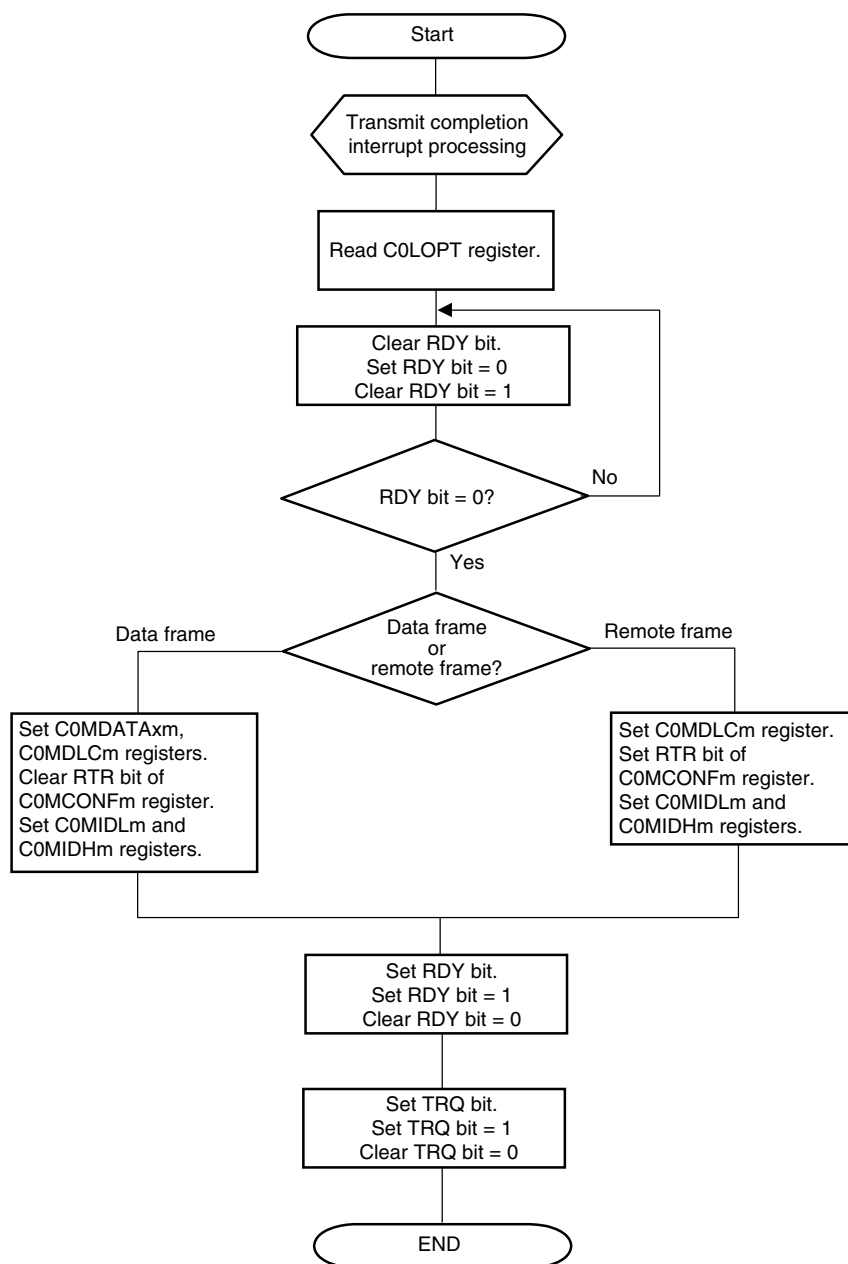 Start
Transmit completion
interrupt processing
Read C0LOPT register.
Clear RDY bit.
Set RDY bit = 0
Clear RDY bit = 1
RDY bit = 0?
No
Yes
Data frame
or
remote frame?
Data frame
Remote frame
Set C0MDATAxm,
C0MDLCm registers.
Clear RTR bit of
C0MCONFm register.
Set C0MIDLm and
C0MIDHm registers.
Set C0MDLCm register.
Set RTR bit of
C0MCONFm register.
Set C0MIDLm and
C0MIDHm registers.
Set RDY bit.
Set RDY bit = 1
Clear RDY bit = 0
Set TRQ bit.
Set TRQ bit = 1
Clear TRQ bit = 0
END